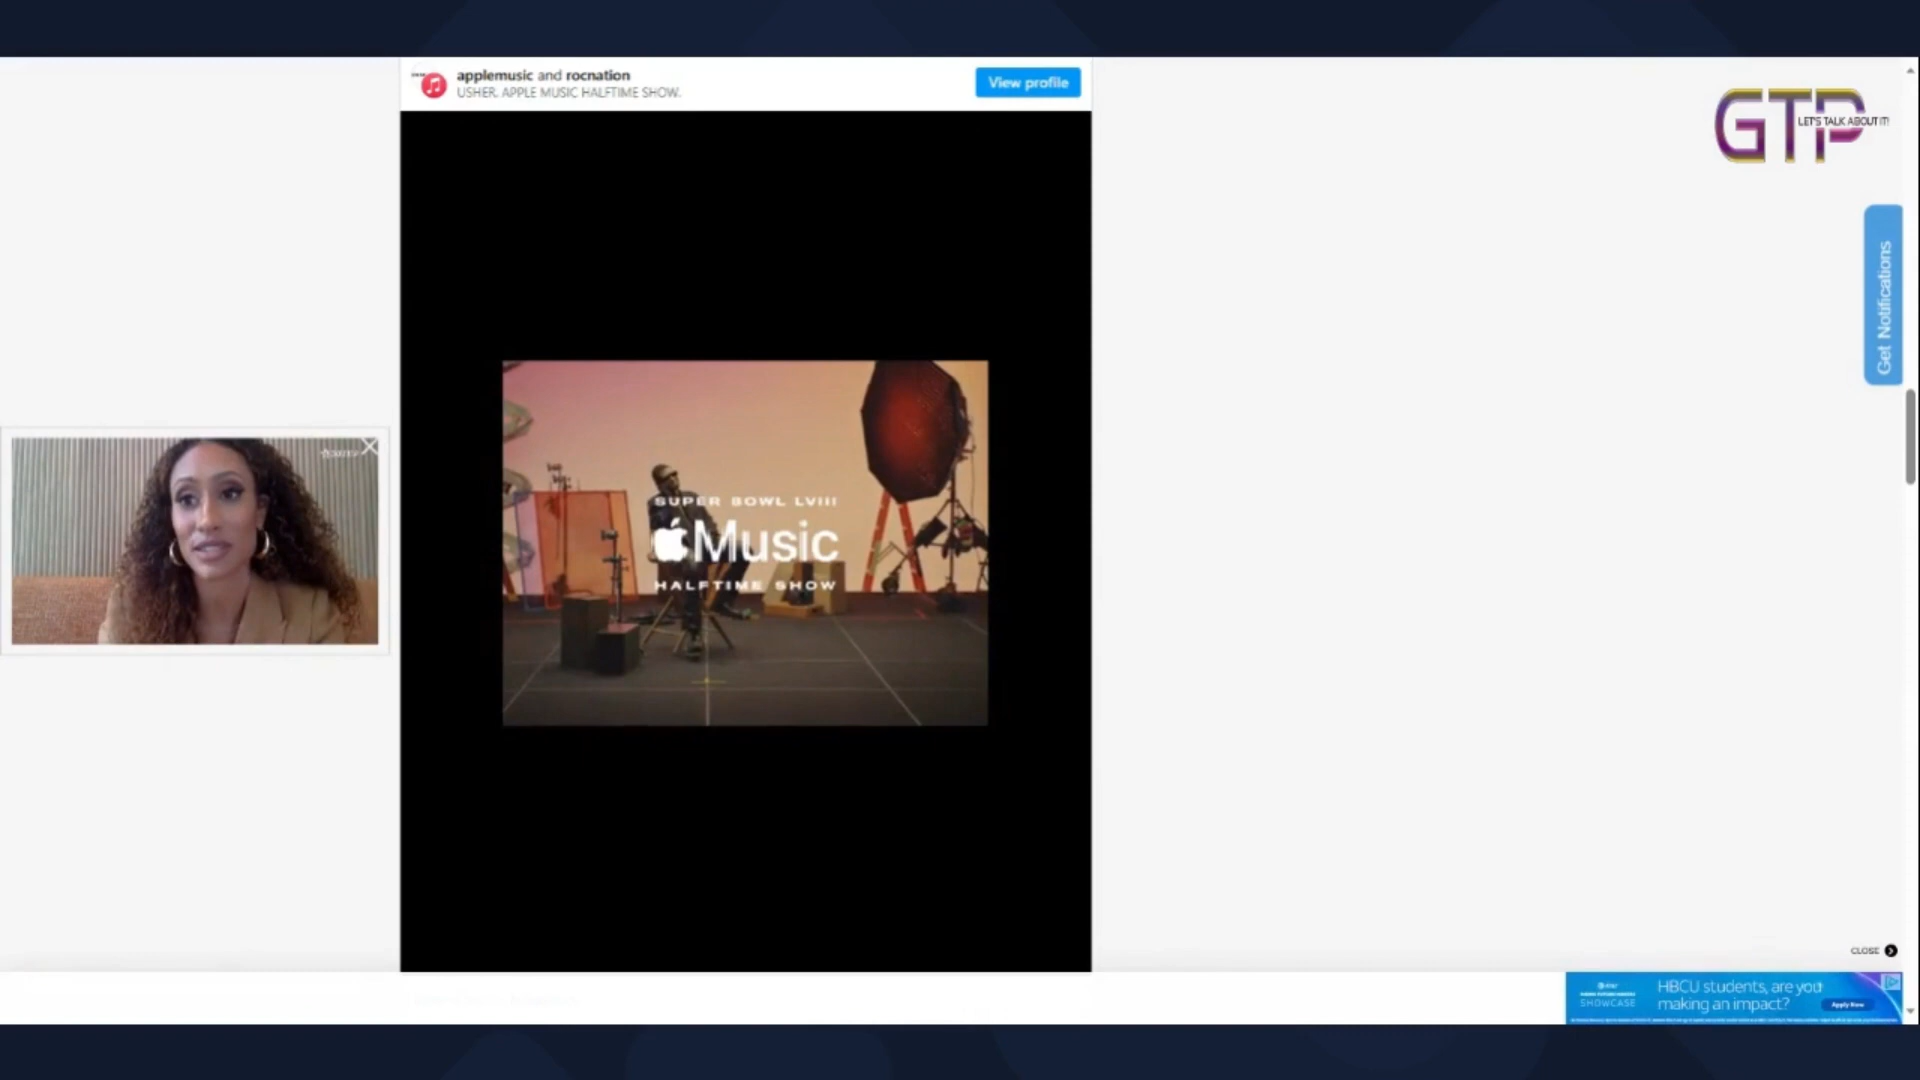 applemusic and rocnation
USHER. APPLE MUSIC HALFTIME SHOW.
View profile
GTP
LET'S TALK ABOUT IT!
Get Notifications
SUPER BOWL LVIII
Music
HALFTIME SHOW
CLOSE
AT&T
SHOWCASE
HBCU students, are you
making an impact?
Apply Now